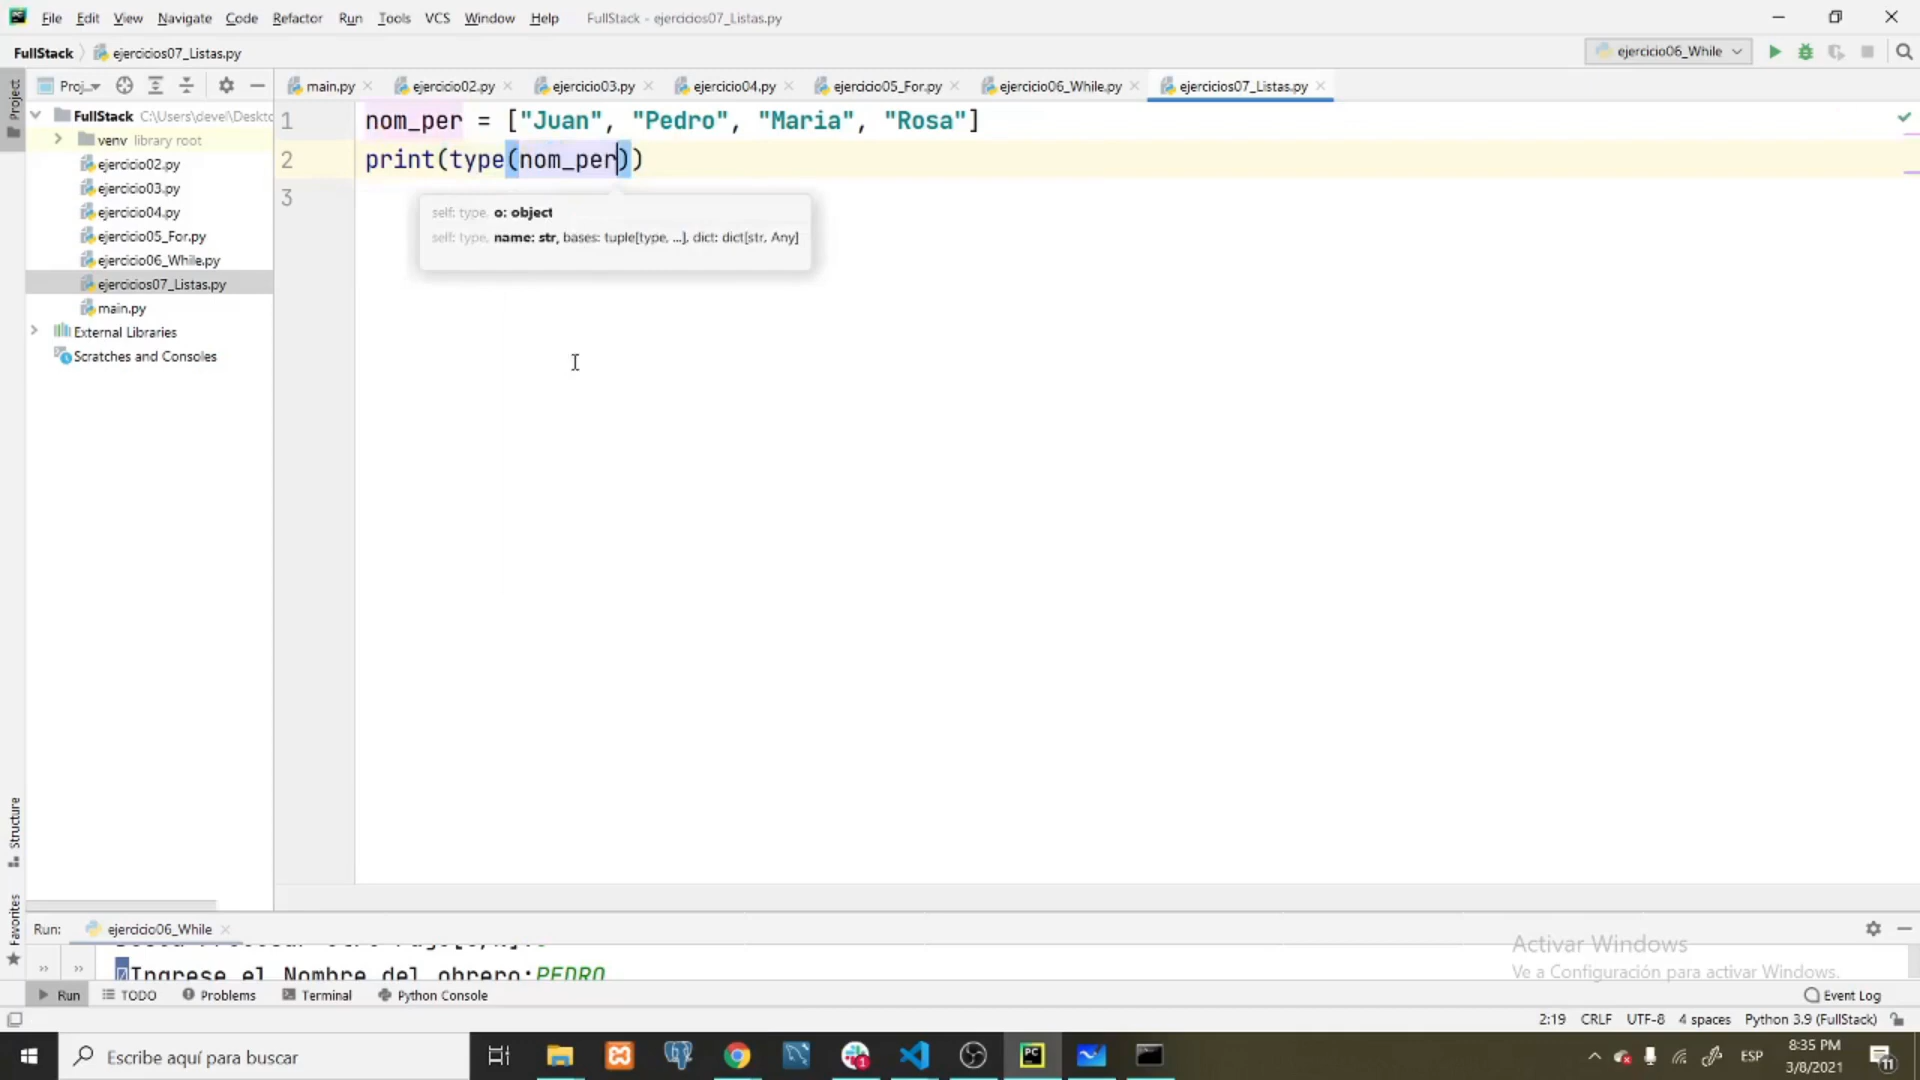 File Edit View Navigate Code Refactor Run Tools VCS Window Help FullStack - ejercicios07_Listas.py
FullStack ejercicios07_Listas.py ejercicio06_While
Project
Proj... main.py ejercicio02.py ejercicio03.py ejercicio04.py ejercicio05_For.py ejercicio06_While.py ejercicios07_Listas.py
FullStack C:\Users\devel\Deskto
venv library root
ejercicio02.py
ejercicio03.py
ejercicio04.py
ejercicio05_For.py
ejercicio06_While.py
ejercicios07_Listas.py
main.py
External Libraries
Scratches and Consoles
1 nom_per = ["Juan", "Pedro", "Maria", "Rosa"]
2 print(type(nom_per))
3
self: type, o: object
self: type, name: str, bases: tuple[type, ...], dict: dict[str, Any]
Structure
Favorites
Run: ejercicio06_While
Ingrese el Nombre del obrero:PEDRO
Activar Windows
Ve a Configuración para activar Windows.
Run TODO Problems Terminal Python Console Event Log
2:19 CRLF UTF-8 4 spaces Python 3.9 (FullStack)
Escribe aquí para buscar
ESP
8:35 PM
3/8/2021
11